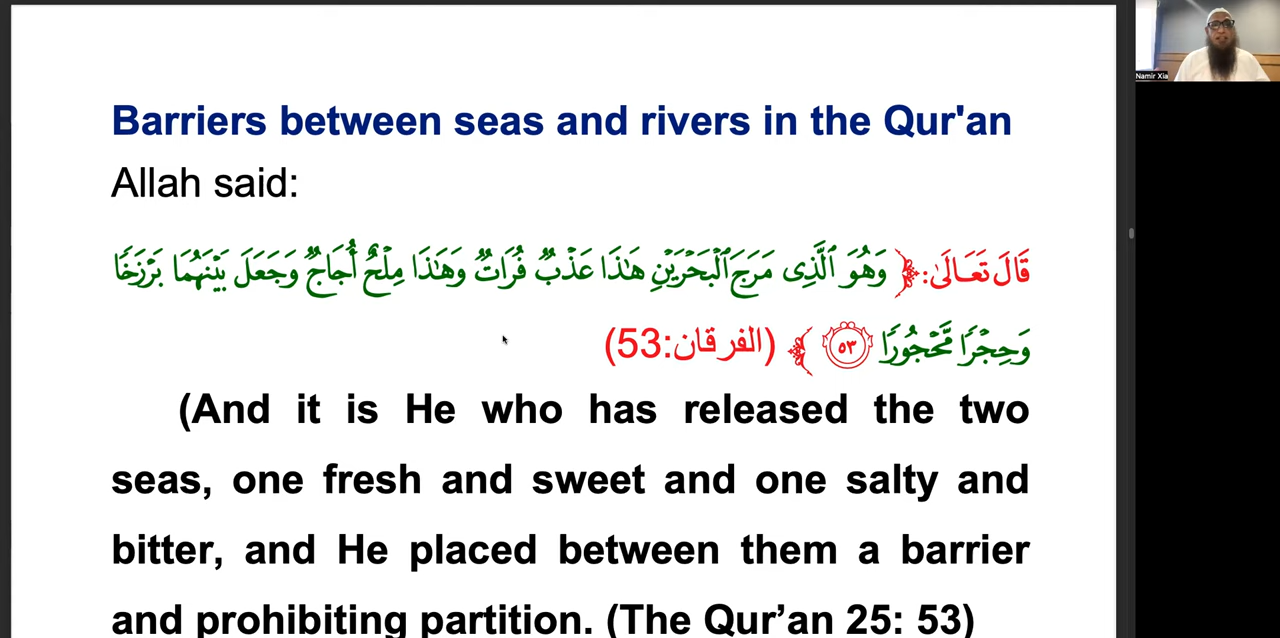 Barriers between seas and rivers in the Qur'an
Allah said:
قَالَ تَعَالَىٰ: ﴿ وَهُوَ ٱلَّذِى مَرَجَ ٱلْبَحْرَيْنِ هَٰذَا عَذْبٌ فُرَاتٌ وَهَٰذَا مِلْحٌ أُجَاجٌ وَجَعَلَ بَيْنَهُمَا بَرْزَخًا
وَحِجْرًا مَّحْجُورًا ٥٣ ﴾ (الفرقان:53)
(And it is He who has released the two
seas, one fresh and sweet and one salty and
bitter, and He placed between them a barrier
and prohibiting partition. (The Qur’an 25: 53)
Namir Xia